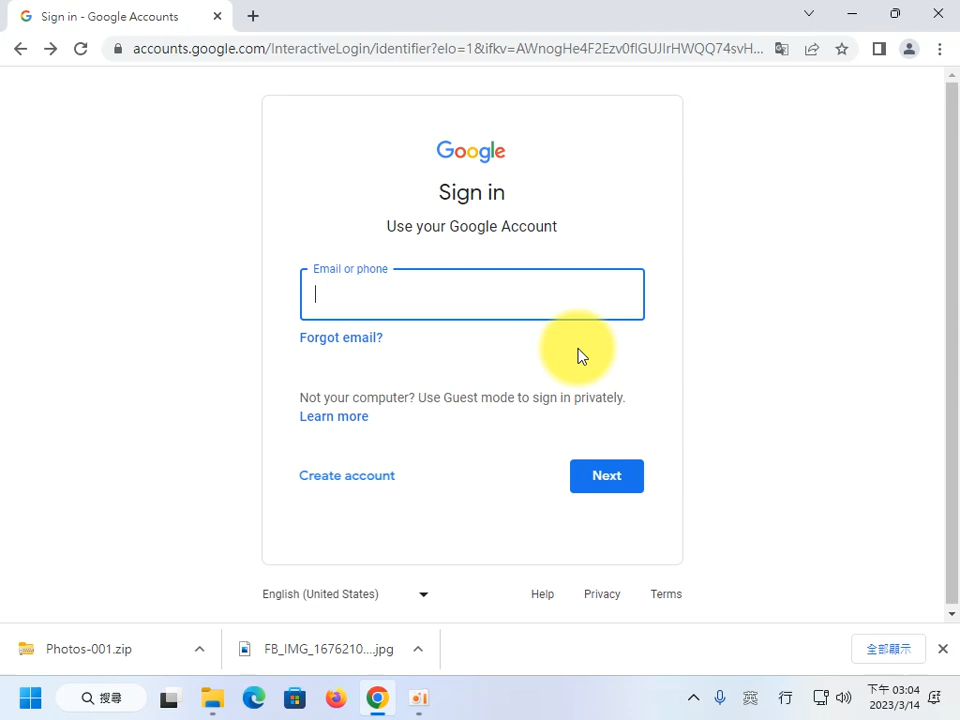 Sign in - Google Accounts
accounts.google.com/InteractiveLogin/identifier?elo=1&ifkv=AWnogHe4F2Ezv0flGUJIrHWQQ74svH...
Google
Sign in
Use your Google Account
Email or phone
Forgot email?
Not your computer? Use Guest mode to sign in privately.
Learn more
Create account
Next
English (United States)
Help
Privacy
Terms
Photos-001.zip
FB_IMG_1676210....jpg
全部顯示
搜尋
英
行
下午 03:04
2023/3/14